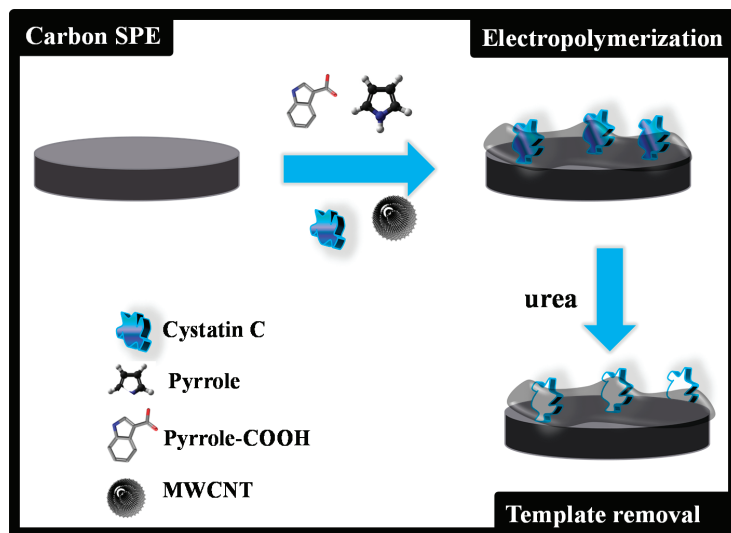 Carbon SPE
Electropolymerization
urea
Cystatin C
Pyrrole
Pyrrole-COOH
MWCNT
Template removal